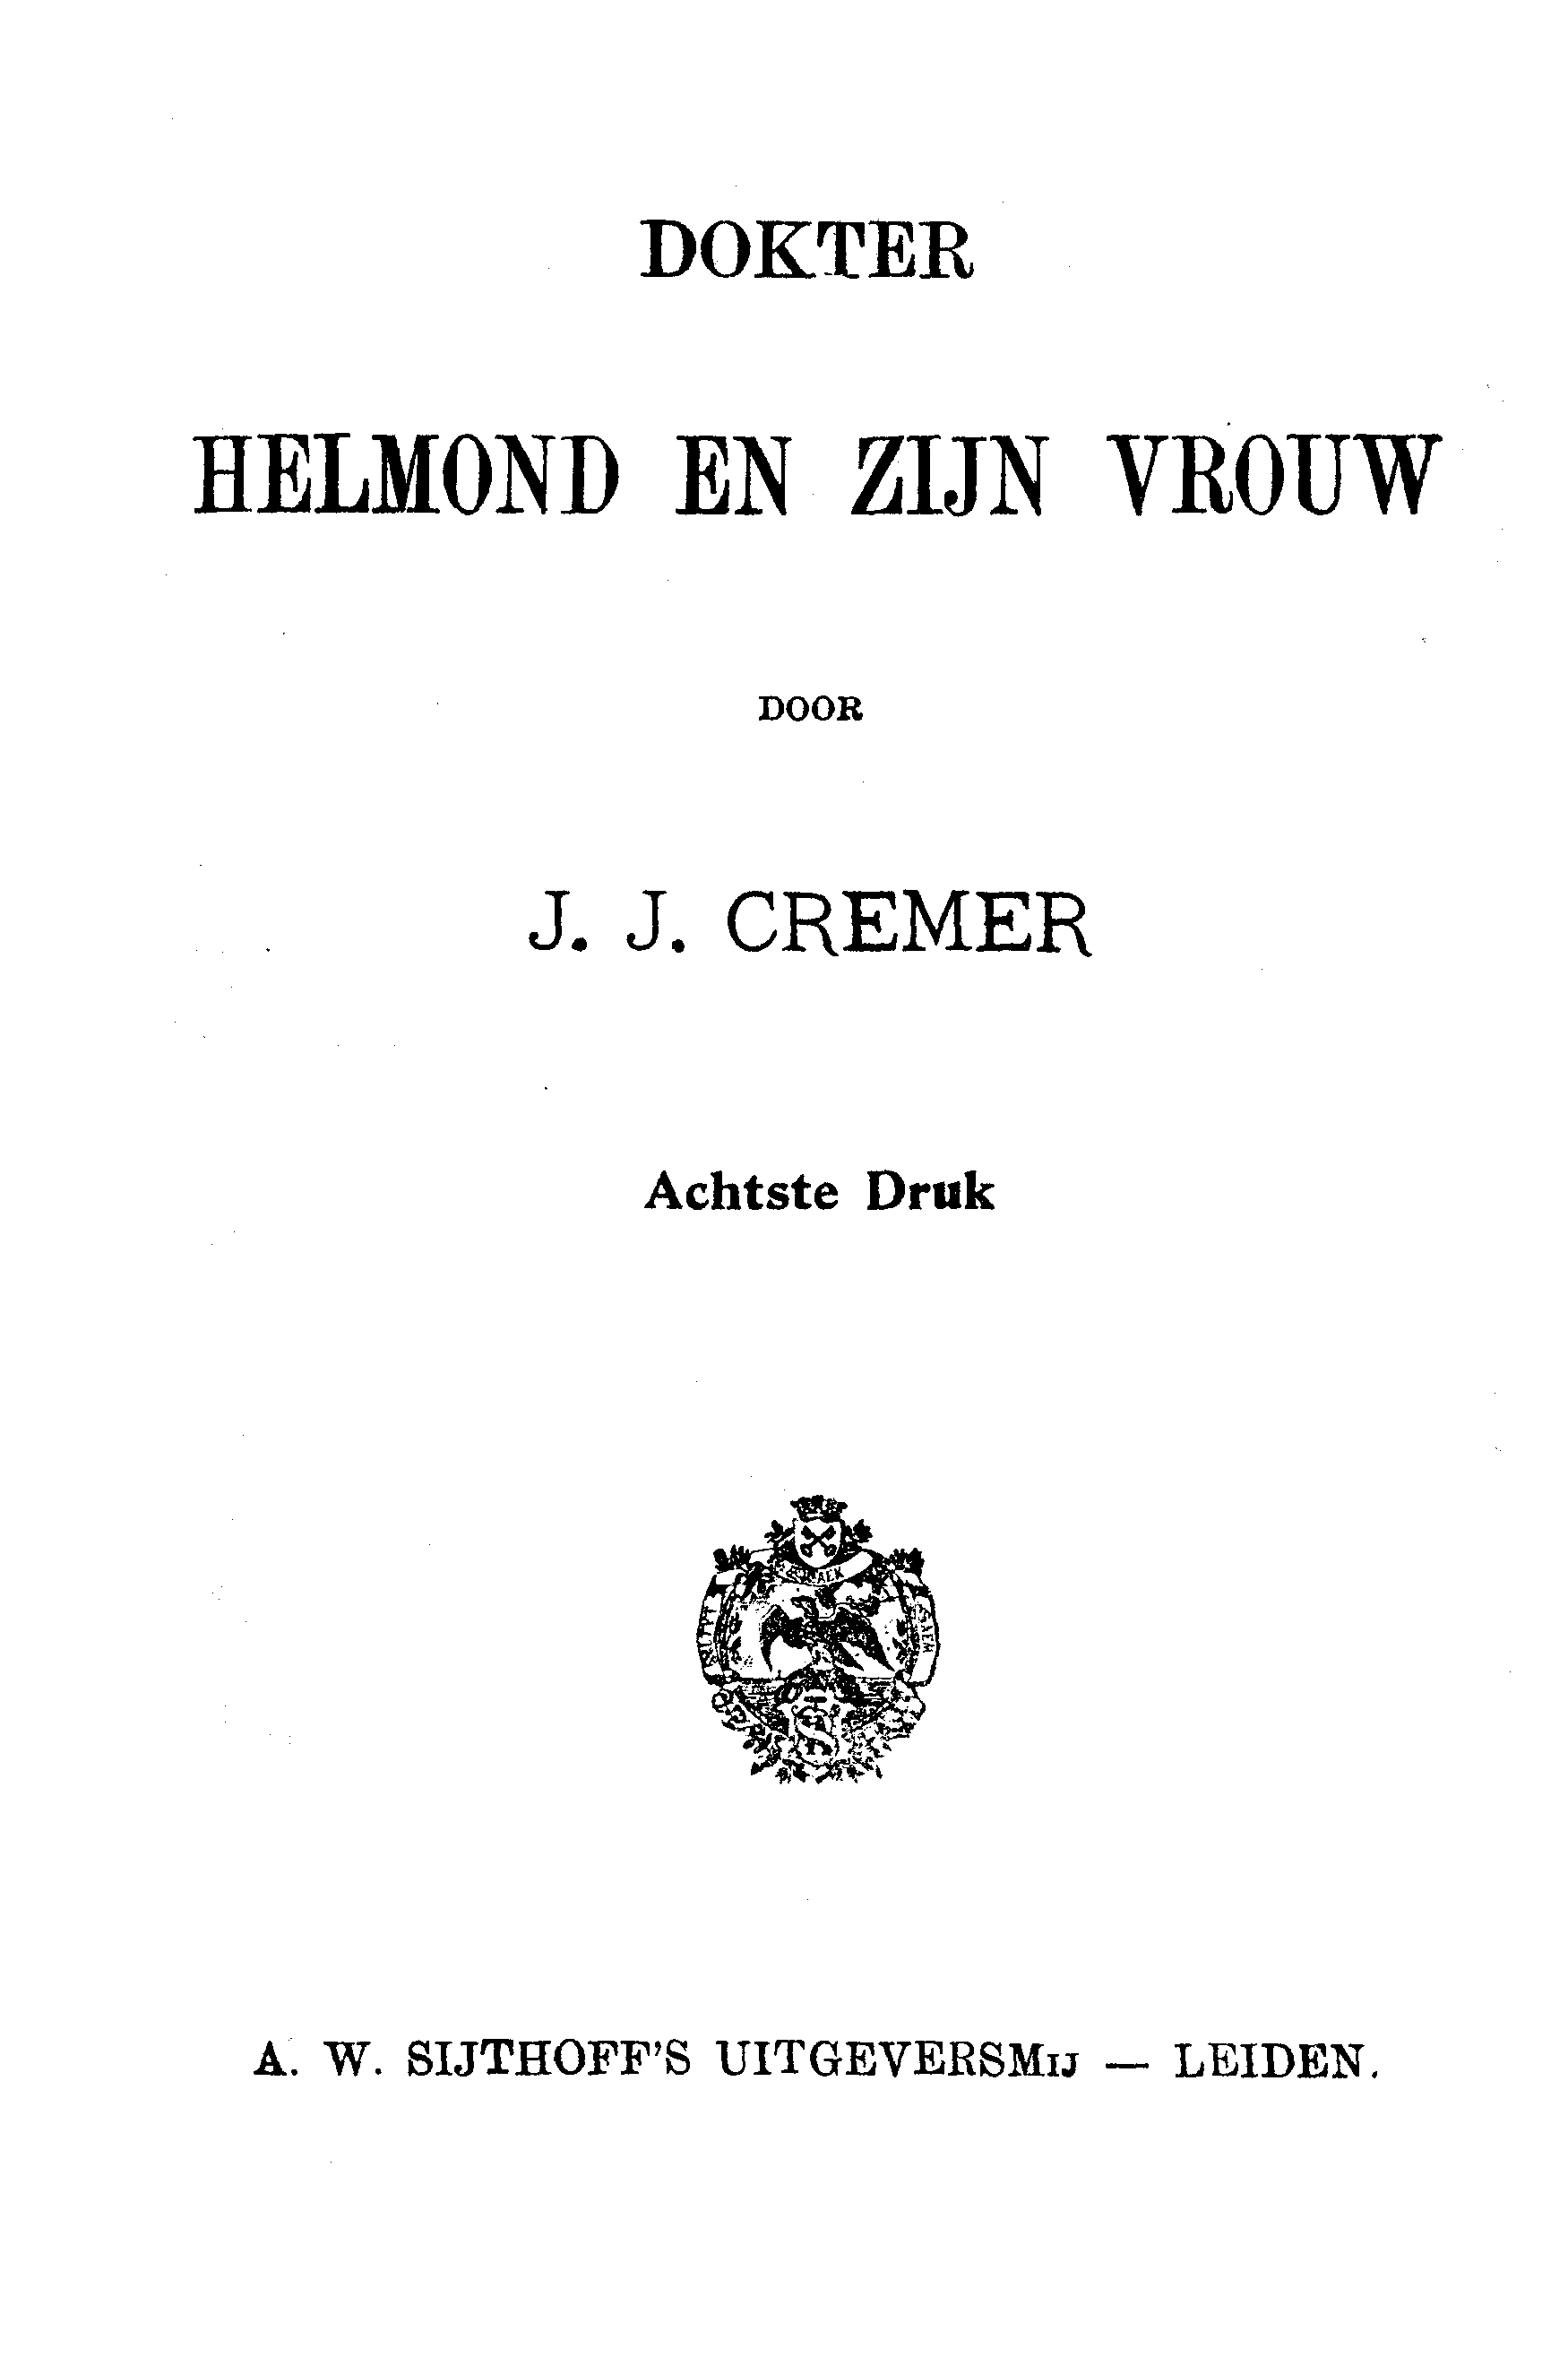 DOKTER
HELMOND EN ZIJN VROUW
DOOR
J. J. CREMER
Achtste Druk
A. W. SIJTHOFF'S UITGEVERSMIJ — LEIDEN.